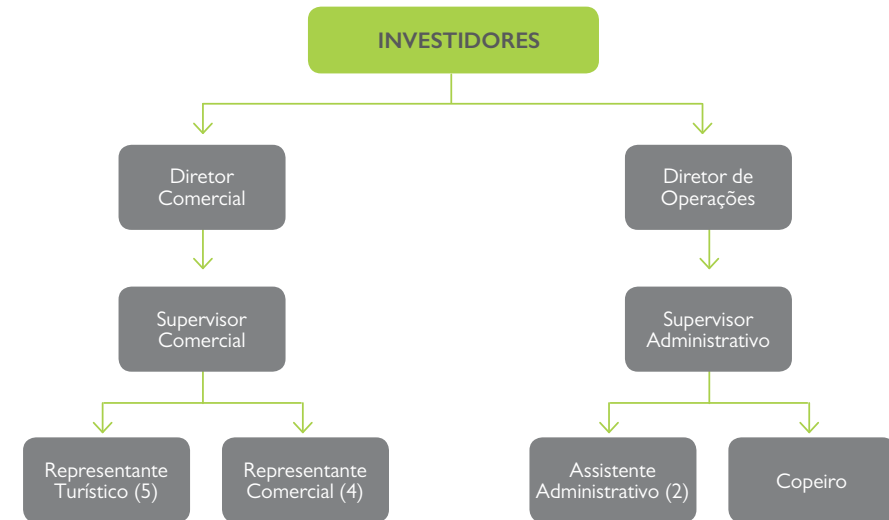 INVESTIDORES
Diretor
Comercial
Diretor de
Operações
Supervisor
Comercial
Supervisor
Administrativo
Representante
Turístico (5)
Representante
Comercial (4)
Assistente
Administrativo (2)
Copeiro